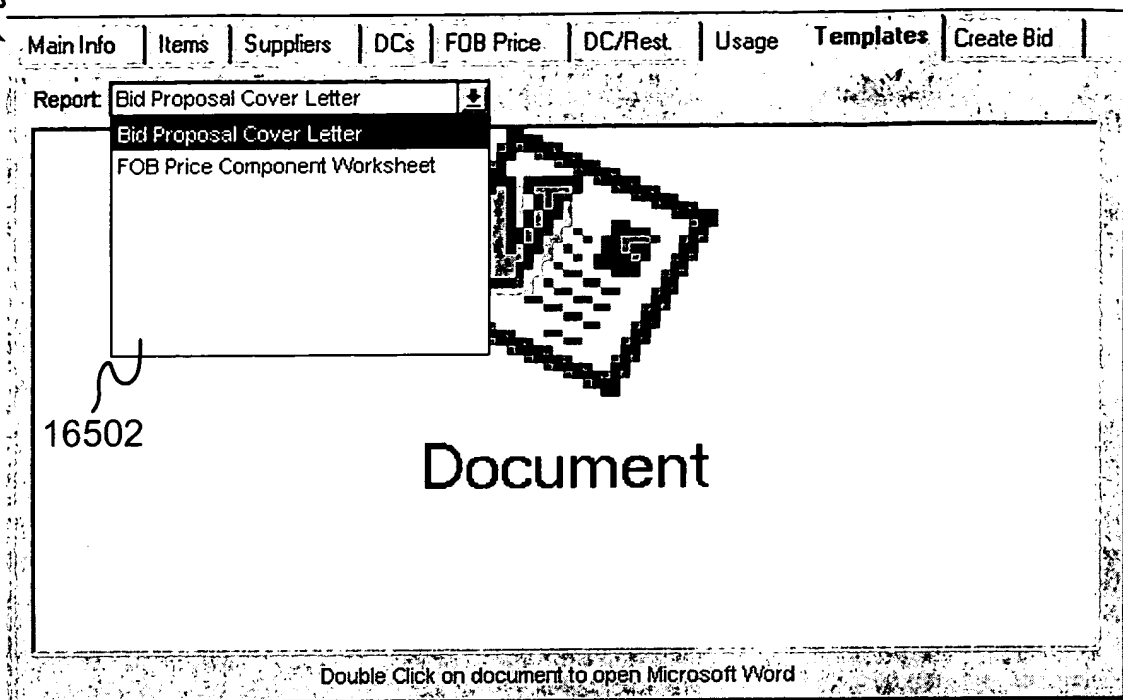 Main Info Items Suppliers DCs FOB Price DC/Rest. Usage Templates Create Bid
Report: Bid Proposal Cover Letter
Bid Proposal Cover Letter
FOB Price Component Worksheet
16502
Document
Double Click on document to open Microsoft Word